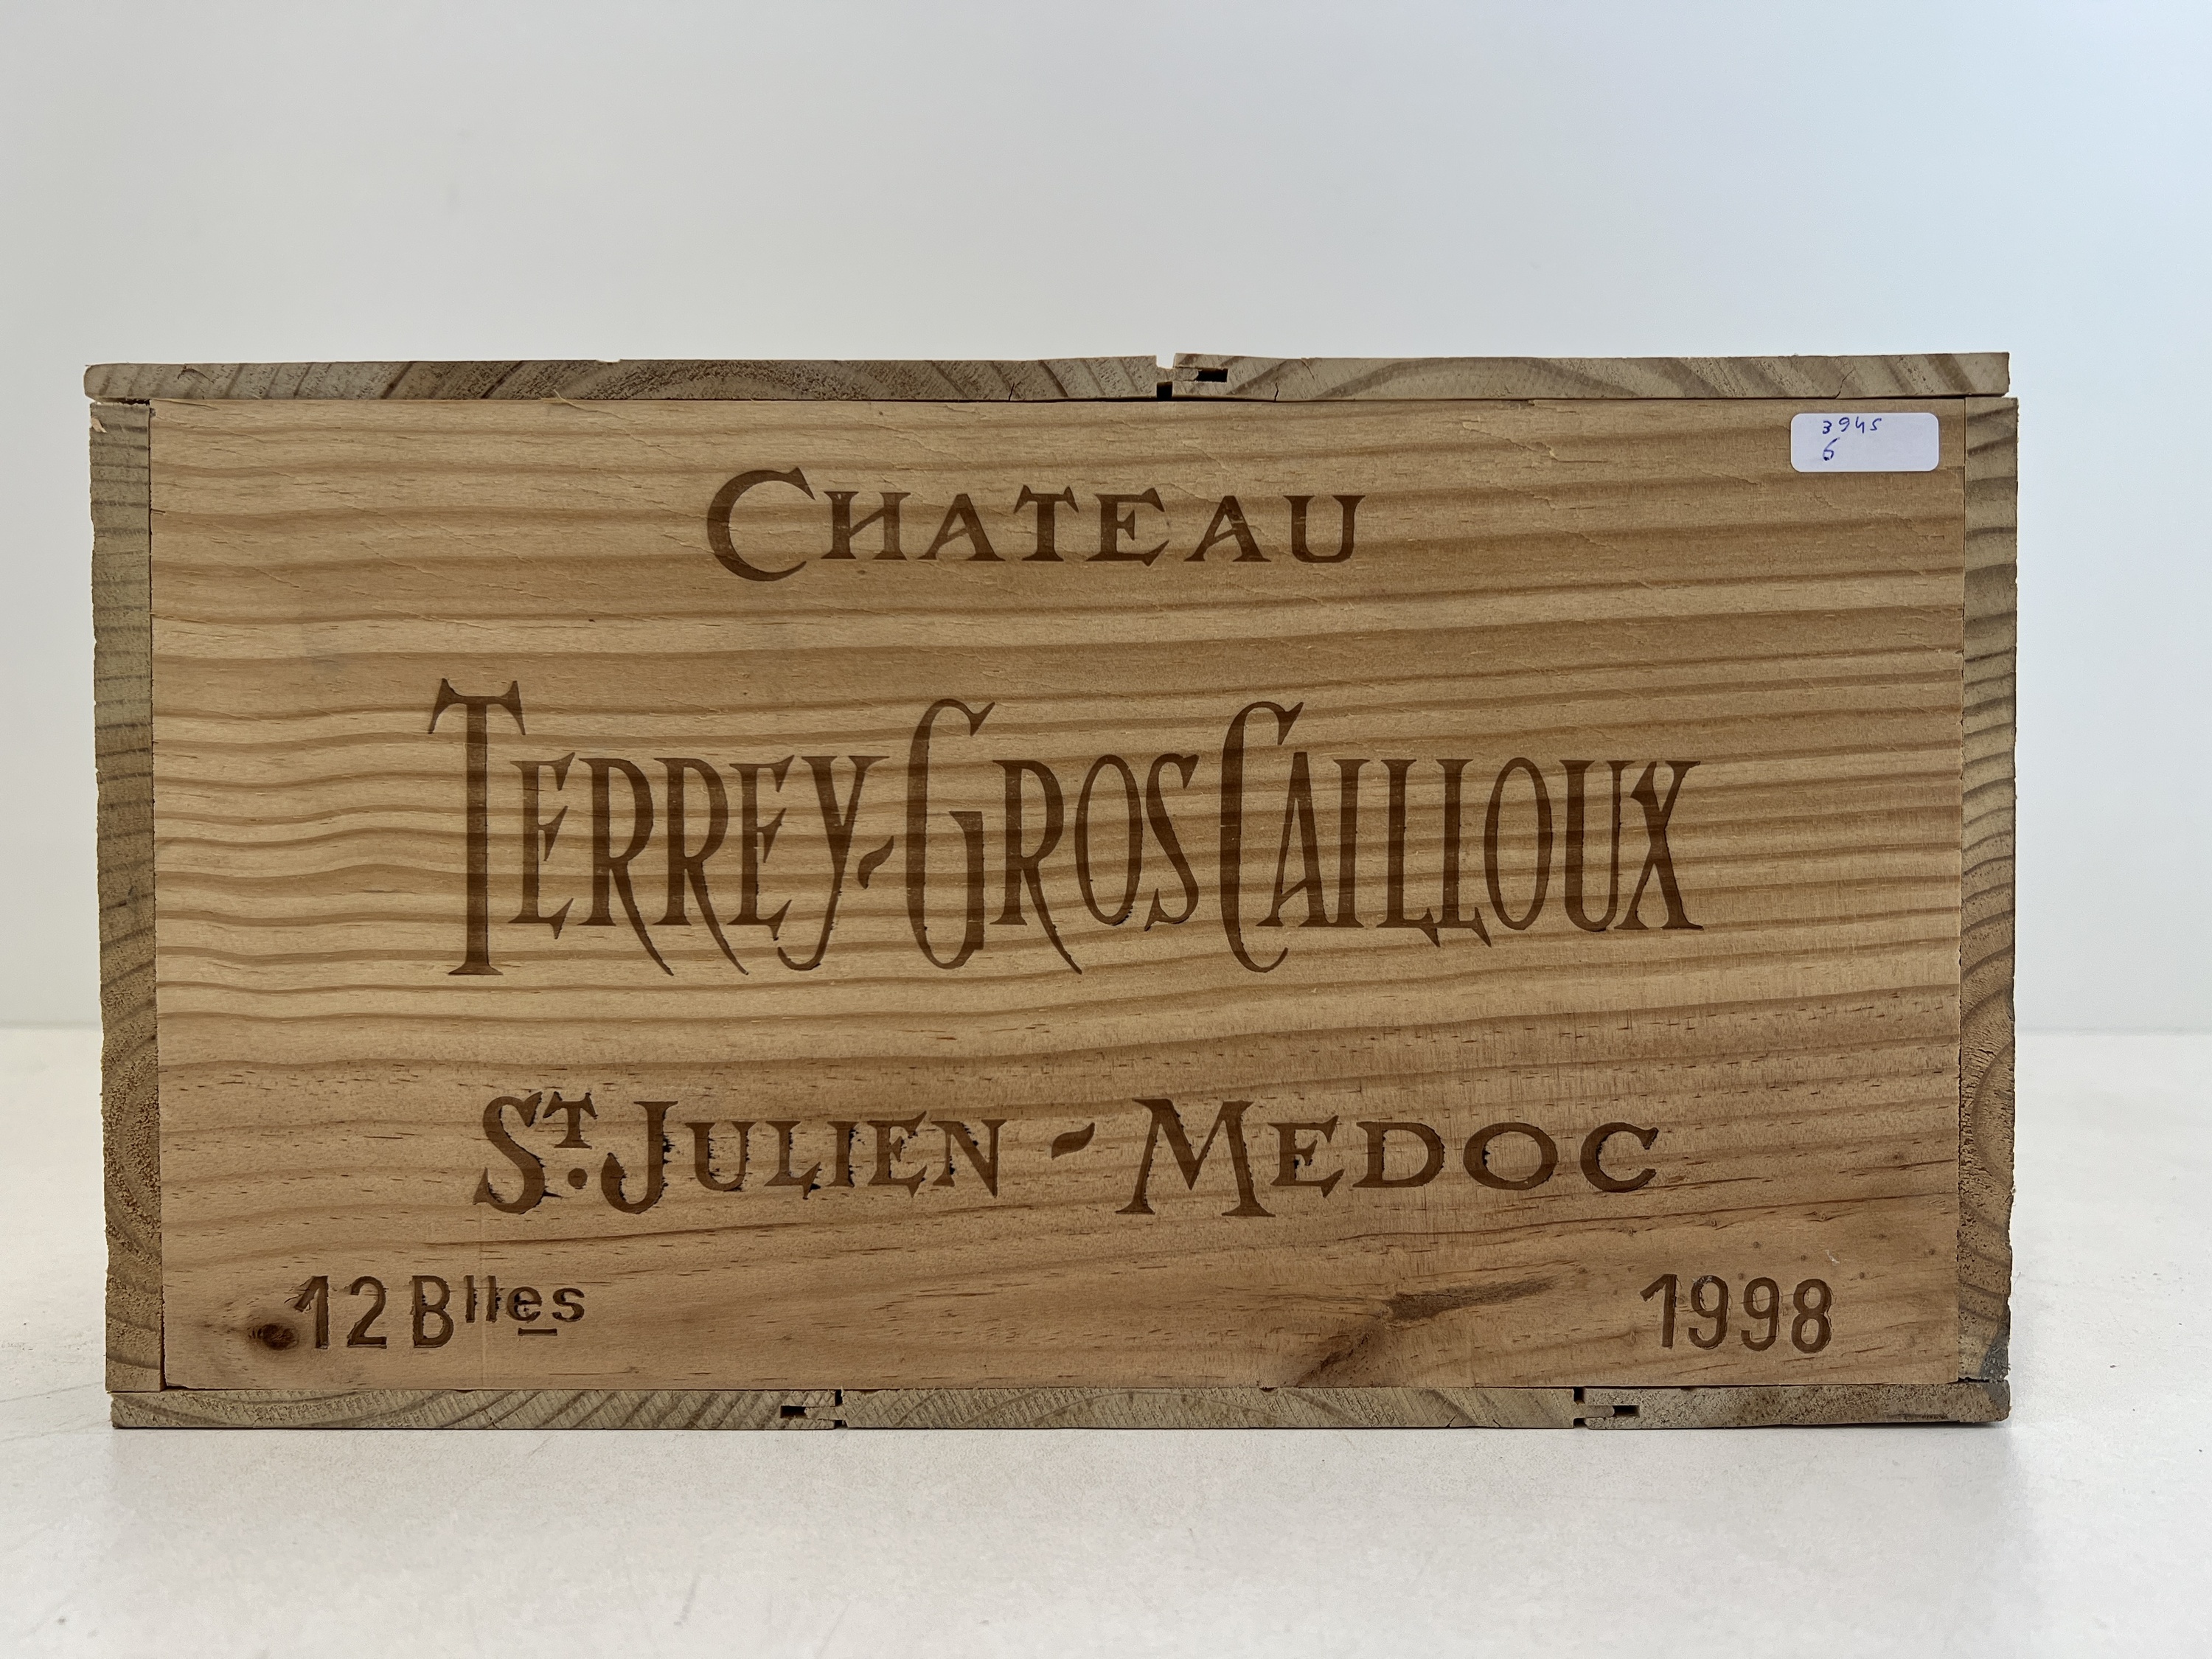 3945
6
CHATEAU
TERREY-GROS CAILLOUX
ST. JULIEN - MEDOC
12 Blles 1998